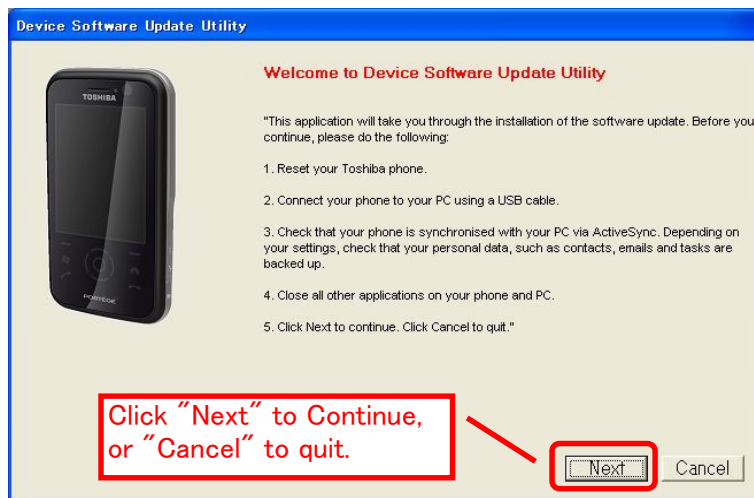 Device Software Update Utility
TOSHIBA
Welcome to Device Software Update Utility
"This application will take you through the installation of the software update. Before you
continue, please do the following:
1. Reset your Toshiba phone.
2. Connect your phone to your PC using a USB cable.
3. Check that your phone is synchronised with your PC via ActiveSync. Depending on
your settings, check that your personal data, such as contacts, emails and tasks are
backed up.
4. Close all other applications on your phone and PC.
5. Click Next to continue. Click Cancel to quit."
PORTEGE
Click "Next" to Continue,
or "Cancel" to quit.
Next
Cancel